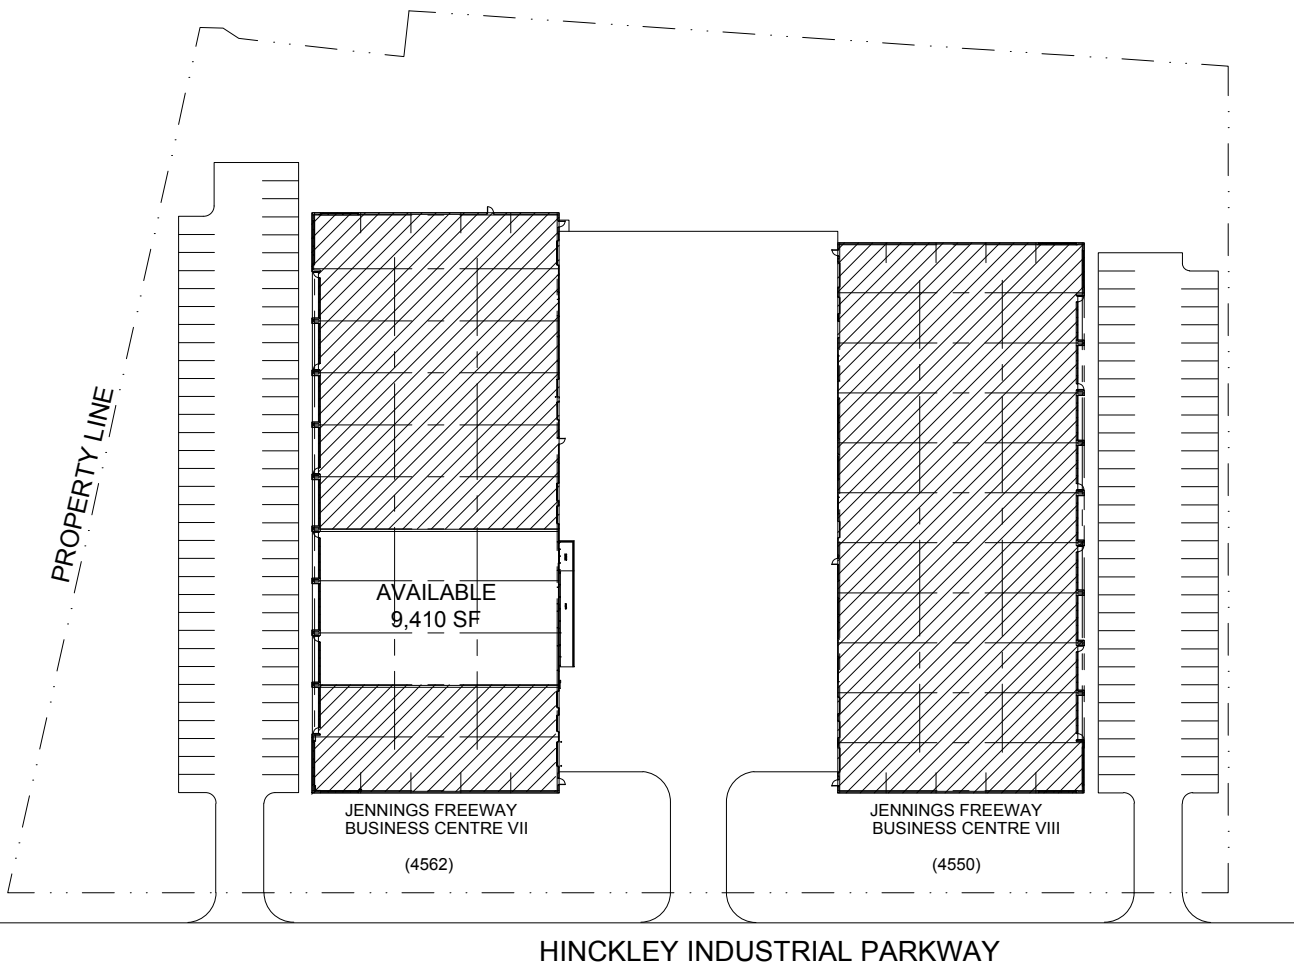 PROPERTY LINE
AVAILABLE
9,410 SF
JENNINGS FREEWAY
BUSINESS CENTRE VII
(4562)
JENNINGS FREEWAY
BUSINESS CENTRE VIII
(4550)
HINCKLEY INDUSTRIAL PARKWAY